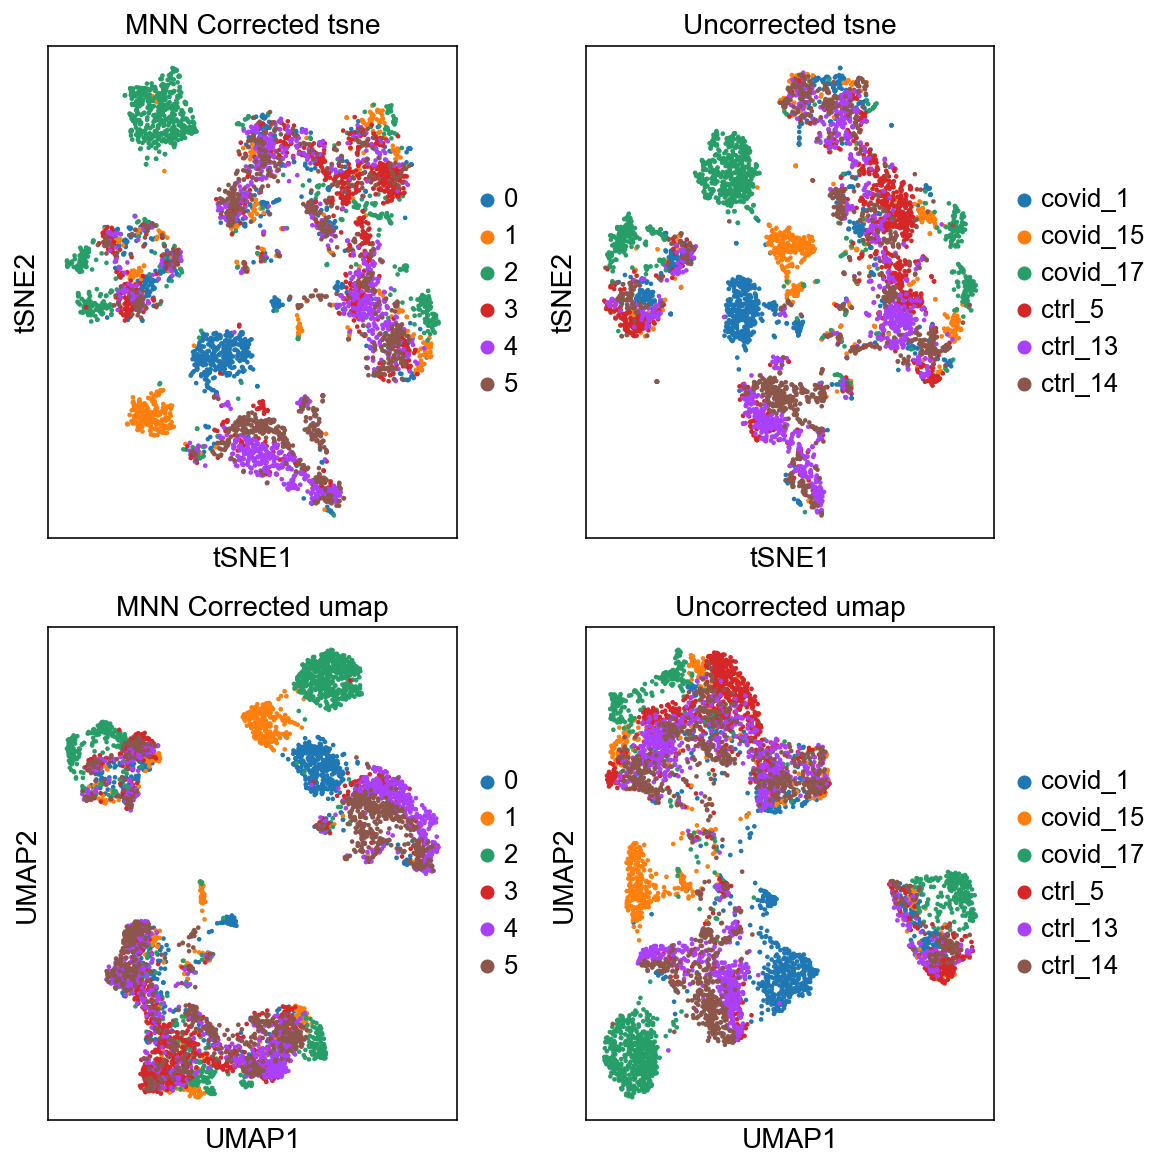 MNN Corrected tsne
tSNE2
tSNE1
0
1
2
3
4
5
Uncorrected tsne
tSNE2
tSNE1
covid_1
covid_15
covid_17
ctrl_5
ctrl_13
ctrl_14
MNN Corrected umap
UMAP2
UMAP1
0
1
2
3
4
5
Uncorrected umap
UMAP2
UMAP1
covid_1
covid_15
covid_17
ctrl_5
ctrl_13
ctrl_14